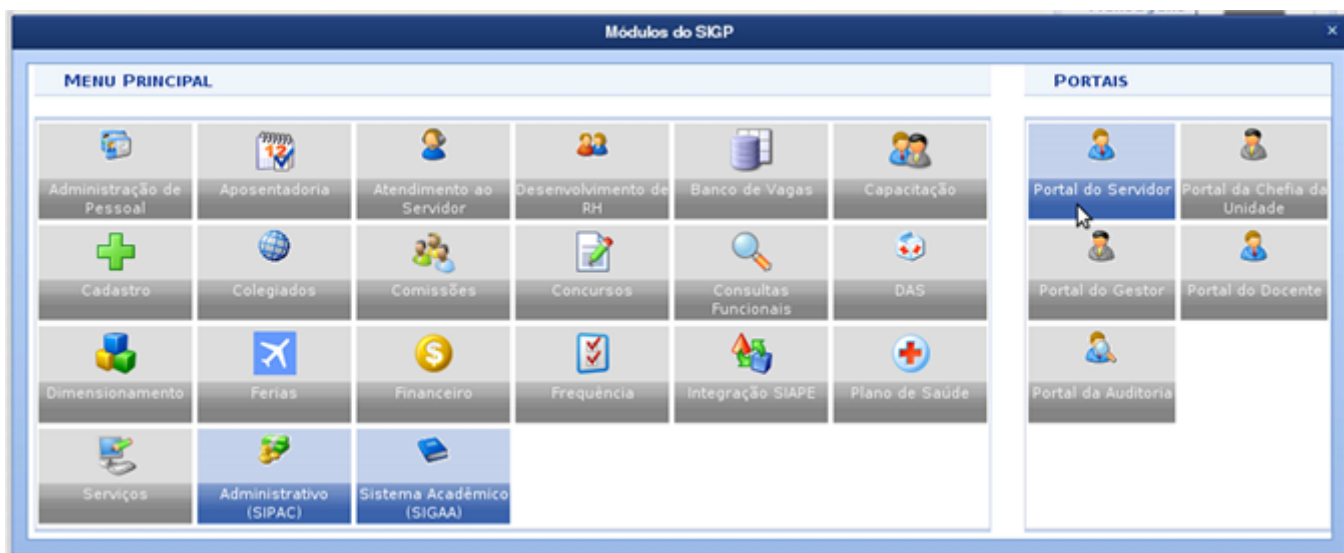 Módulos do SIGP
MENU PRINCIPAL
PORTAIS
Administração de
Pessoal
Aposentadoria
Atendimento ao
Servidor
Desenvolvimento de
RH
Banco de Vagas
Capacitação
Portal do Servidor
Portal da Chefia da
Unidade
Cadastro
Colegiados
Comissões
Concursos
Consultas
Funcionais
DAS
Portal do Gestor
Portal do Docente
Dimensionamento
Ferias
Financeiro
Frequência
Integração SIAPE
Plano de Saúde
Portal da Auditoria
Serviços
Administrativo
(SIPAC)
Sistema Acadêmico
(SIGAA)